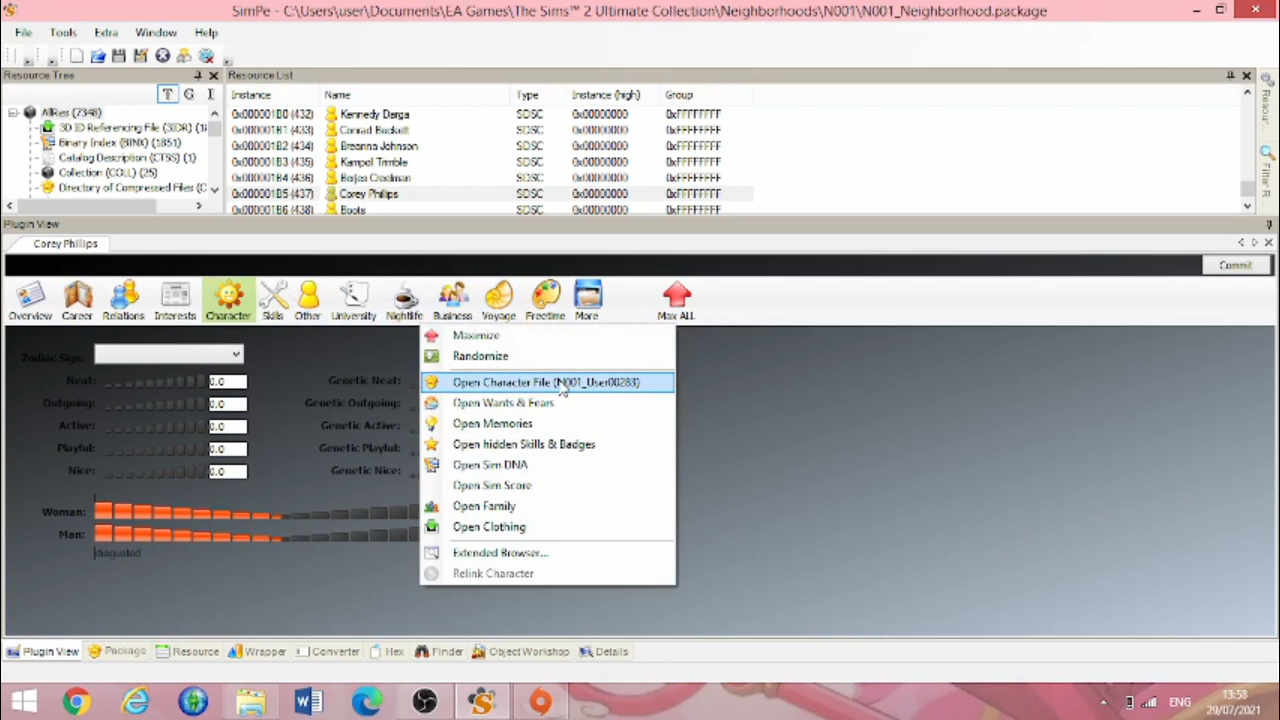 SimPe - C:\Users\user\Documents\EA Games\The Sims™ 2 Ultimate Collection\Neighborhoods\N001\N001_Neighborhood.package
File Tools Extra Window Help
Resource Tree
Resource List
T G I
Instance Name Type Instance (high) Group
AllRes (7348)
3D ID Referencing File (3IDR) (1
Binary Index (BINX) (1851)
Catalog Description (CTSS) (1)
Collection (COLL) (25)
Directory of Compressed Files (C
0x000001B0 (432) Kennedy Darga SDSC 0x00000000 0xFFFFFFFF
0x000001B1 (433) Conrad Beckett SDSC 0x00000000 0xFFFFFFFF
0x000001B2 (434) Breanna Johnson SDSC 0x00000000 0xFFFFFFFF
0x000001B3 (435) Kampol Trimble SDSC 0x00000000 0xFFFFFFFF
0x000001B4 (436) SDSC 0x00000000 0xFFFFFFFF
0x000001B5 (437) Corey Phillips SDSC 0x00000000 0xFFFFFFFF
0x000001B6 (438) Boots SDSC 0x00000000 0xFFFFFFFF
Resour
Filter R
Plugin View
Corey Phillips
Commit
Overview Career Relations Interests Character Skills Other University Nightlife Business Voyage Freetime More Max ALL
Zodiac Sign:
Neat: 0.0 Genetic Neat:
Outgoing: 0.0 Genetic Outgoing:
Active: 0.0 Genetic Active:
Playful: 0.0 Genetic Playful:
Nice: 0.0 Genetic Nice:
Woman:
Man:
Maximize
Randomize
Open Character File (N001_User00283)
Open Wants & Fears
Open Memories
Open hidden Skills & Badges
Open Sim DNA
Open Sim Score
Open Family
Open Clothing
Extended Browser...
Relink Character
Plugin View Package Resource Wrapper Converter Hex Finder Object Workshop Details
ENG
13:58
29/07/2021